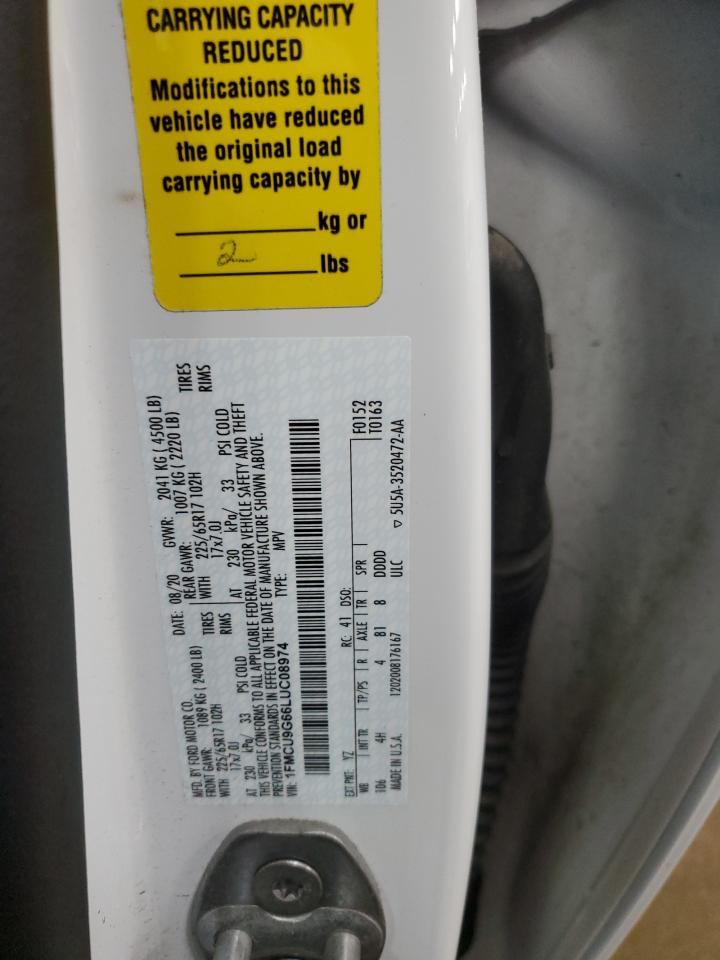 CARRYING CAPACITY
REDUCED
Modifications to this
vehicle have reduced
the original load
carrying capacity by
kg or
2 lbs
MFD. BY FORD MOTOR CO. DATE: 08/20 GVWR: 2041 KG ( 4500 LB)
FRONT GAWR: 1089 KG ( 2400 LB) REAR GAWR: 1007 KG ( 2220 LB)
WITH 225/65R17 102H TIRES WITH 225/65R17 102H TIRES
17x7.0J RIMS 17x7.0J RIMS
AT 230 kPa/ 33 PSI COLD AT 230 kPa/ 33 PSI COLD
THIS VEHICLE CONFORMS TO ALL APPLICABLE FEDERAL MOTOR VEHICLE SAFETY AND THEFT
PREVENTION STANDARDS IN EFFECT ON THE DATE OF MANUFACTURE SHOWN ABOVE.
VIN: 1FMCU9G66LUC08974 TYPE: MPV
EXT PNT: YZ RC: 41 DSO: F0152
WB INT TR TP/PS R AXLE TR SPR T0163
106 4H 4 81 8 DDDD
MADE IN U.S.A. 1202008176167 ULC ▽ 5U5A-3520472-AA